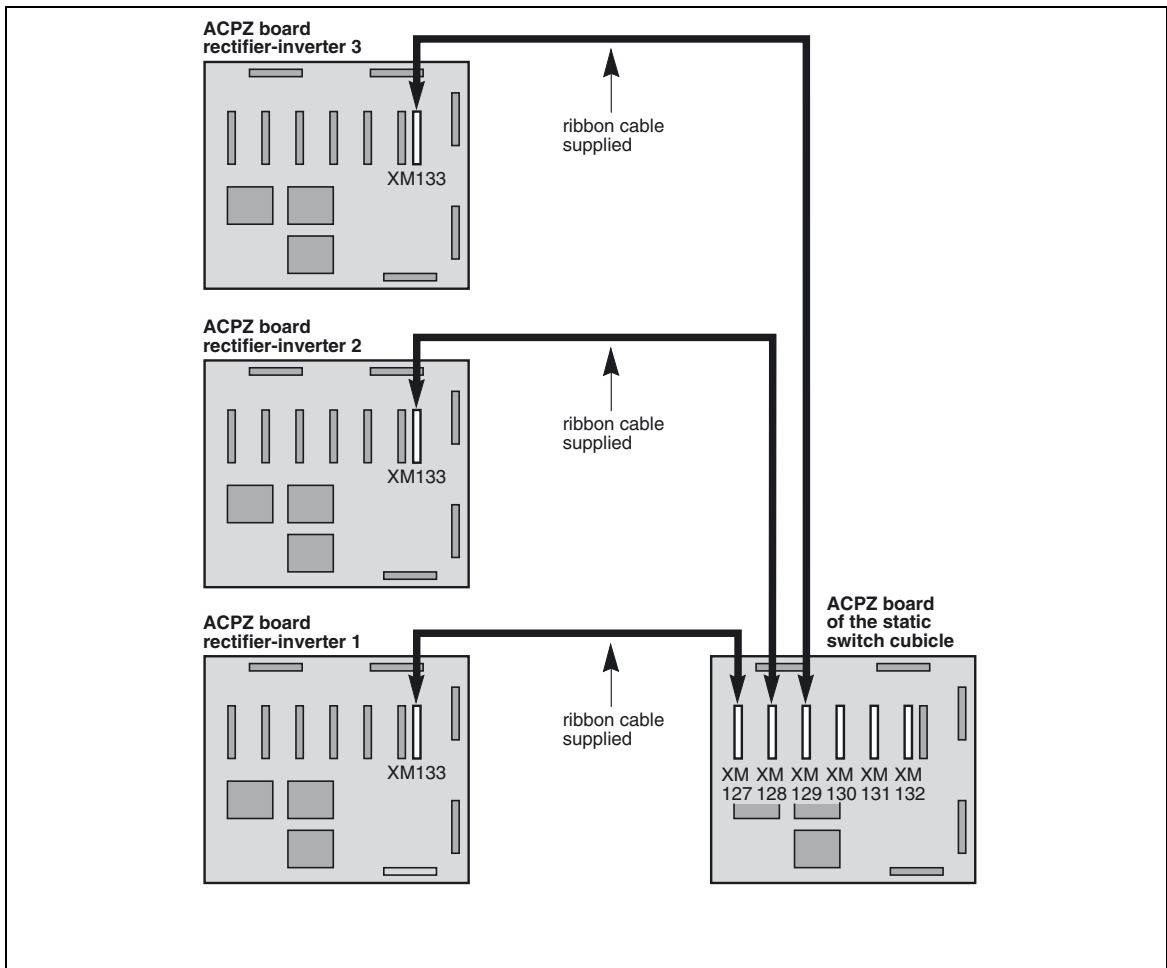 ACPZ board
rectifier-inverter 3
ribbon cable
supplied
XM133
ACPZ board
rectifier-inverter 2
ribbon cable
supplied
XM133
ACPZ board
rectifier-inverter 1
ribbon cable
supplied
XM133
ACPZ board
of the static
switch cubicle
XM XM XM XM XM XM
127 128 129 130 131 132